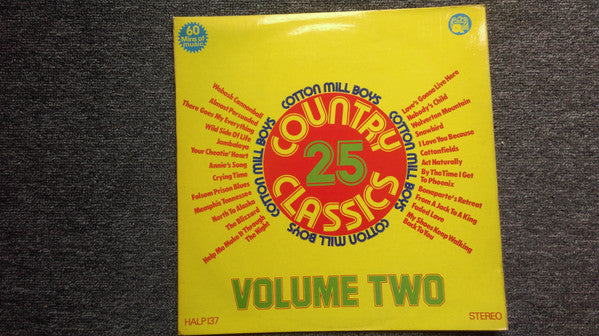 60
Mins of
music
Wabash Cannonball
Almost Persuaded
There Goes My Everything
Wild Side Of Life
Jambalaya
Your Cheatin' Heart
Annie's Song
Crying Time
Folsom Prison Blues
Memphis Tennessee
North To Alaska
The Blizzard
Help Me Make It Through
The Night
COTTON MILL BOYS
COTTON MILL BOYS
COTTON MILL BOYS
COTTON MILL BOYS
COUNTRY
25
CLASSICS
Love's Gonna Live Here
Nobody's Child
Wolverton Mountain
Snowbird
I Love You Because
Cottonfields
Act Naturally
By The Time I Get
To Phoenix
Bonaparte's Retreat
From A Jack To A King
Faded Love
My Shoes Keep Walking
Back To You
VOLUME TWO
HALP137
STEREO